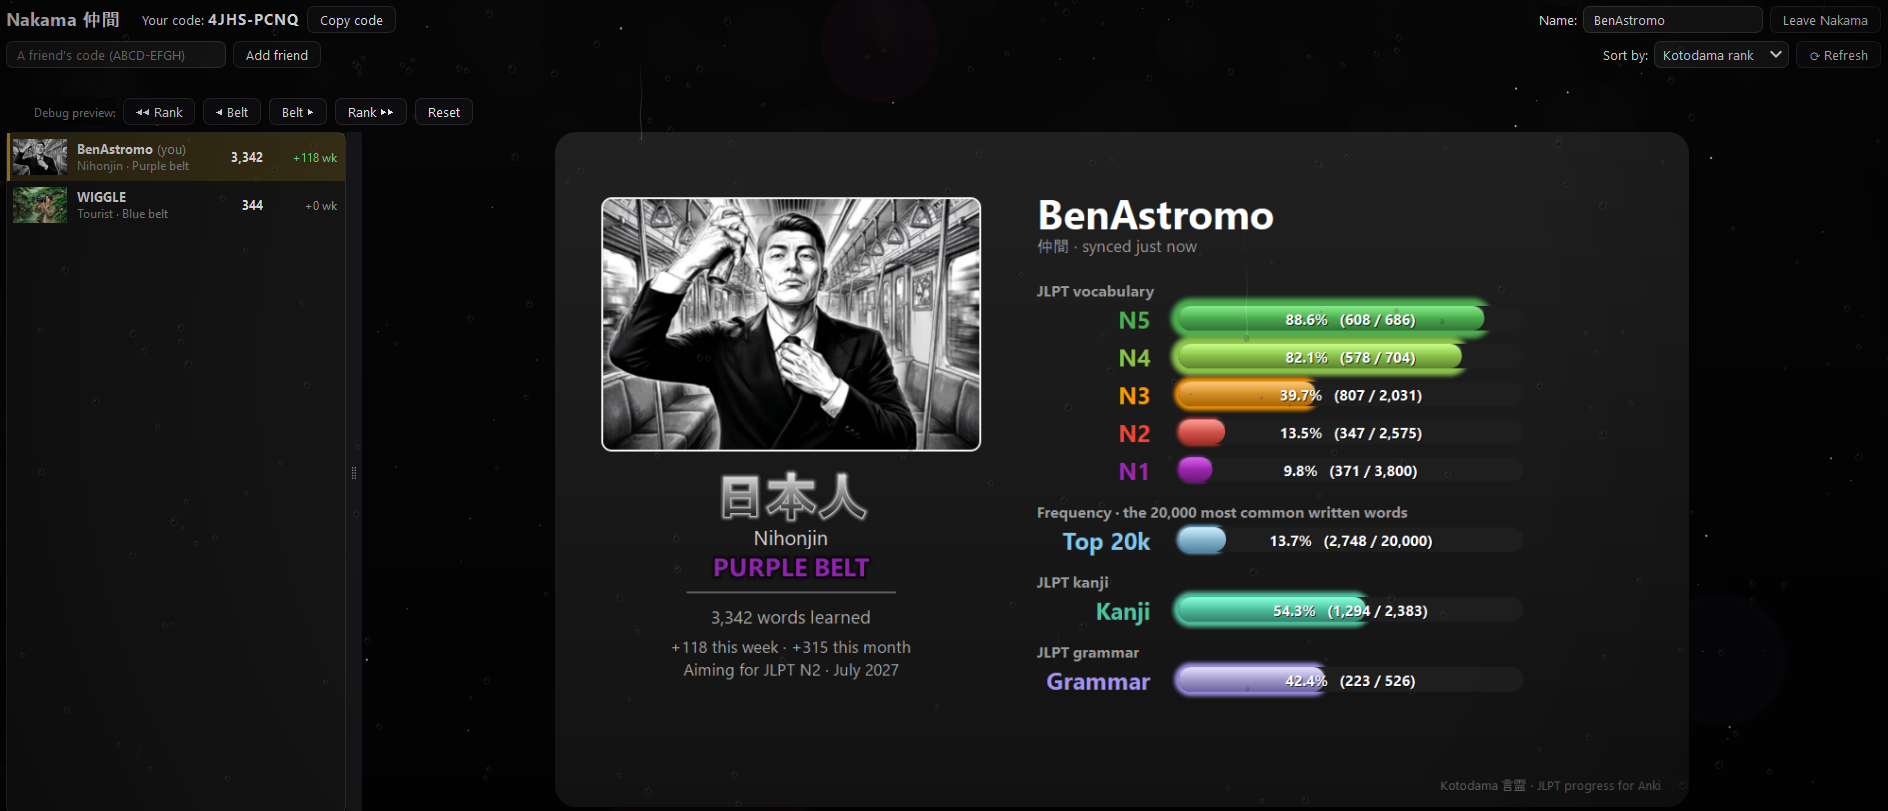 Nakama 仲間 Your code: 4JHS-PCNQ Copy code Name: BenAstromo Leave Nakama
A friend's code (ABCD-EFGH) Add friend Sort by: Kotodama rank ⟳ Refresh
Debug preview: ◂◂ Rank ◂ Belt Belt ▸ Rank ▸▸ Reset
BenAstromo (you) 3,342 +118 wk
Nihonjin · Purple belt
WIGGLE 344 +0 wk
Tourist · Blue belt
日本人
Nihonjin
PURPLE BELT
3,342 words learned
+118 this week · +315 this month
Aiming for JLPT N2 · July 2027
BenAstromo
仲間 · synced just now
JLPT vocabulary
N5 88.6% (608 / 686)
N4 82.1% (578 / 704)
N3 39.7% (807 / 2,031)
N2 13.5% (347 / 2,575)
N1 9.8% (371 / 3,800)
Frequency · the 20,000 most common written words
Top 20k 13.7% (2,748 / 20,000)
JLPT kanji
Kanji 54.3% (1,294 / 2,383)
JLPT grammar
Grammar 42.4% (223 / 526)
Kotodama 言霊 · JLPT progress for Anki